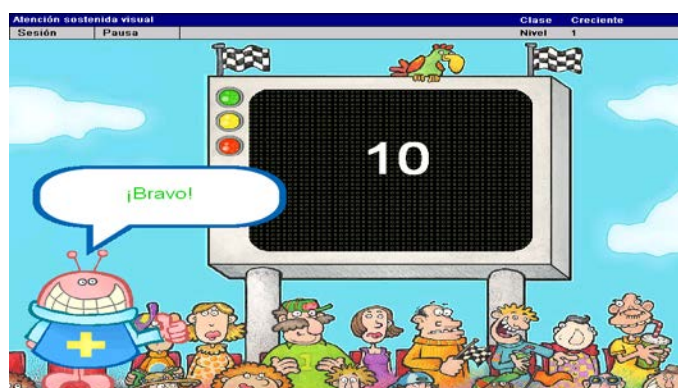 Atención sostenida visual Clase Creciente
Sesión Pausa Nivel 1
10
¡Bravo!